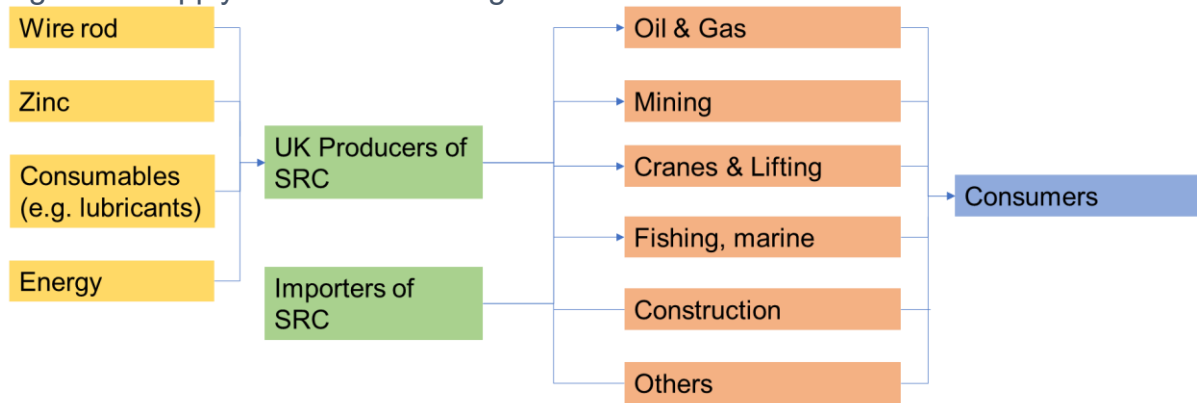 Wire rod
Zinc
Consumables
(e.g. lubricants)
Energy
UK Producers of
SRC
Importers of
SRC
Oil & Gas
Mining
Cranes & Lifting
Fishing, marine
Construction
Others
Consumers